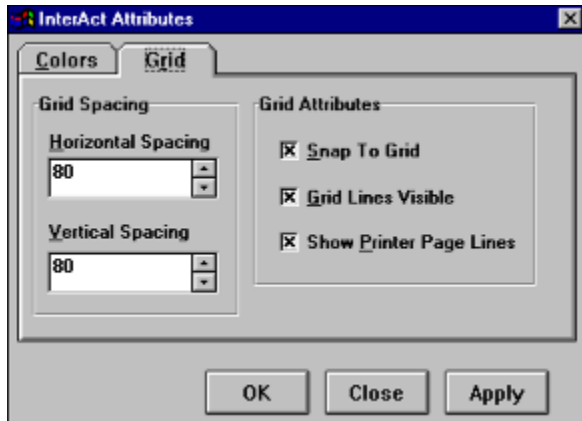 InterAct Attributes
Colors
Grid
Grid Spacing
Horizontal Spacing
80
Vertical Spacing
80
Grid Attributes
Snap To Grid
Grid Lines Visible
Show Printer Page Lines
OK
Close
Apply